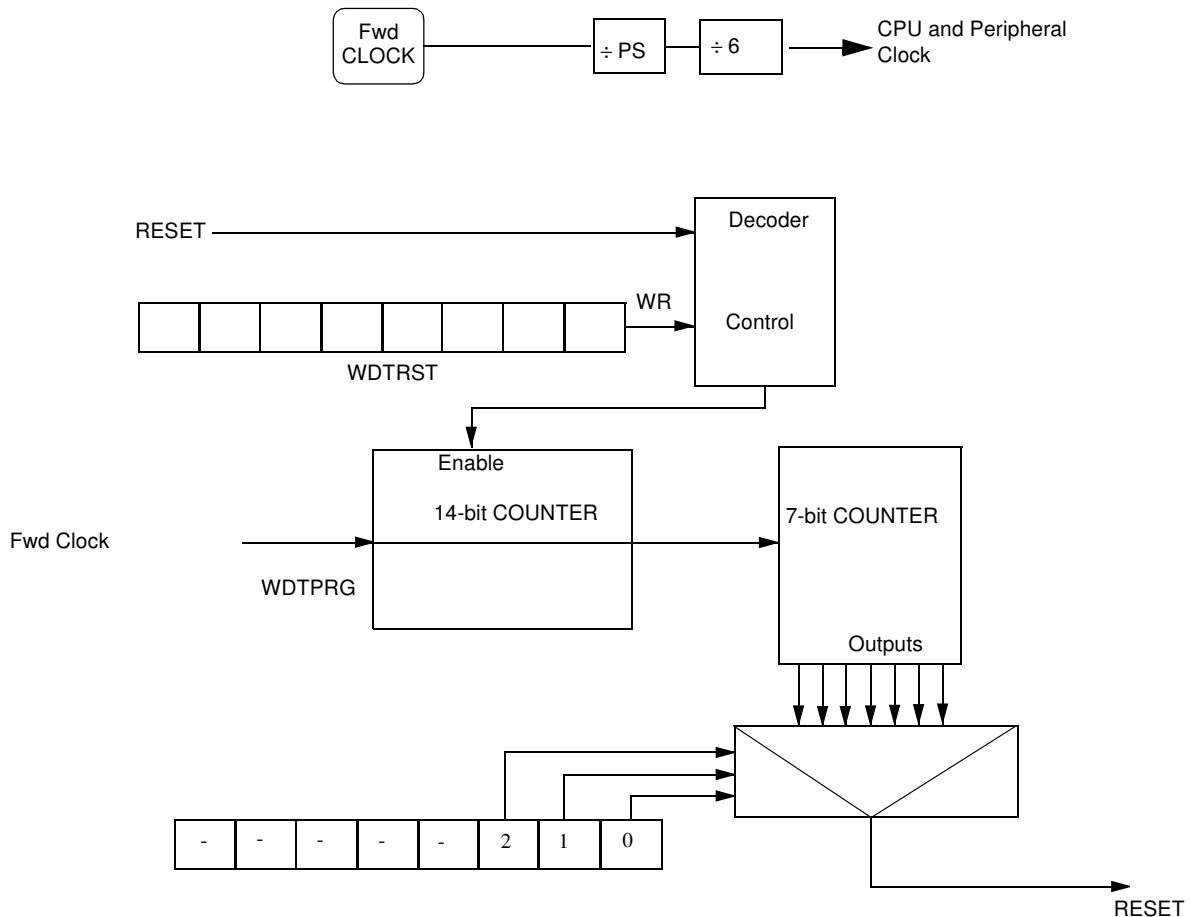 Fwd
CLOCK
÷ PS
÷ 6
CPU and Peripheral
Clock
RESET
Decoder
WR
Control
WDTRST
Enable
14-bit COUNTER
7-bit COUNTER
Fwd Clock
WDTPRG
Outputs
- - - - - 2 1 0
RESET